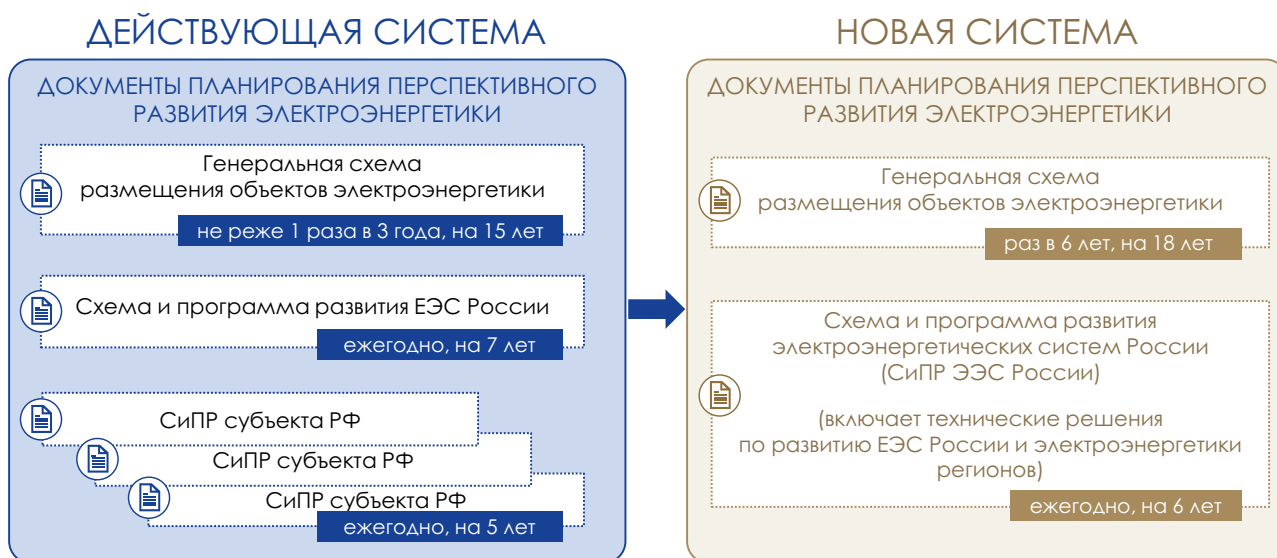 ДЕЙСТВУЮЩАЯ СИСТЕМА
ДОКУМЕНТЫ ПЛАНИРОВАНИЯ ПЕРСПЕКТИВНОГО
РАЗВИТИЯ ЭЛЕКТРОЭНЕРГЕТИКИ
Генеральная схема
размещения объектов электроэнергетики
не реже 1 раза в 3 года, на 15 лет
Схема и программа развития ЕЭС России
ежегодно, на 7 лет
СиПР субъекта РФ
СиПР субъекта РФ
СиПР субъекта РФ
ежегодно, на 5 лет
НОВАЯ СИСТЕМА
ДОКУМЕНТЫ ПЛАНИРОВАНИЯ ПЕРСПЕКТИВНОГО
РАЗВИТИЯ ЭЛЕКТРОЭНЕРГЕТИКИ
Генеральная схема
размещения объектов электроэнергетики
раз в 6 лет, на 18 лет
Схема и программа развития
электроэнергетических систем России
(СиПР ЭЭС России)
(включает технические решения
по развитию ЕЭС России и электроэнергетики
регионов)
ежегодно, на 6 лет